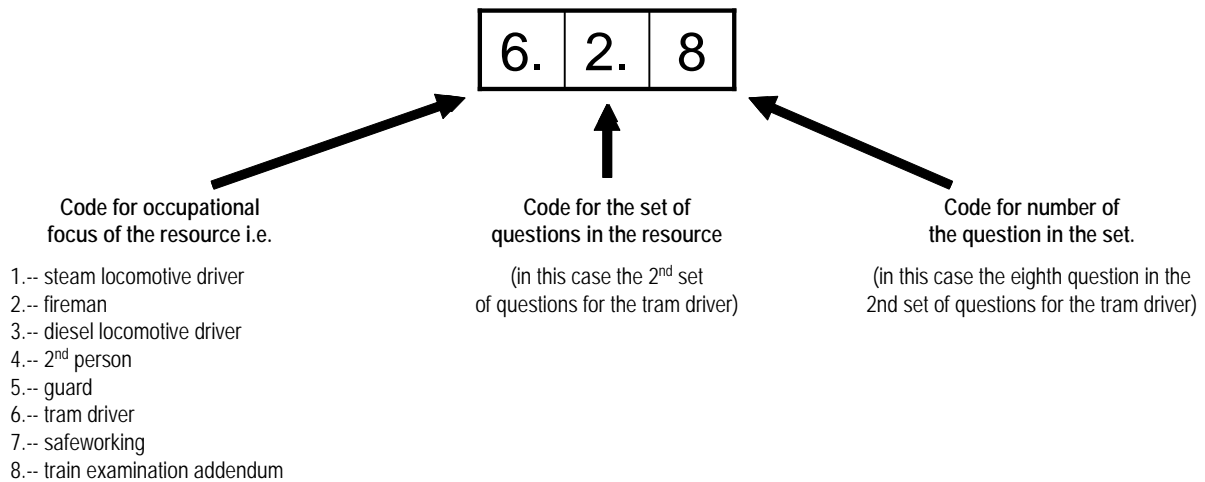 6. 2. 8
Code for occupational
focus of the resource i.e.
1.-- steam locomotive driver
2.-- fireman
3.-- diesel locomotive driver
4.-- 2nd person
5.-- guard
6.-- tram driver
7.-- safeworking
8.-- train examination addendum
Code for the set of
questions in the resource
(in this case the 2nd set
of questions for the tram driver)
Code for number of
the question in the set.
(in this case the eighth question in the
2nd set of questions for the tram driver)